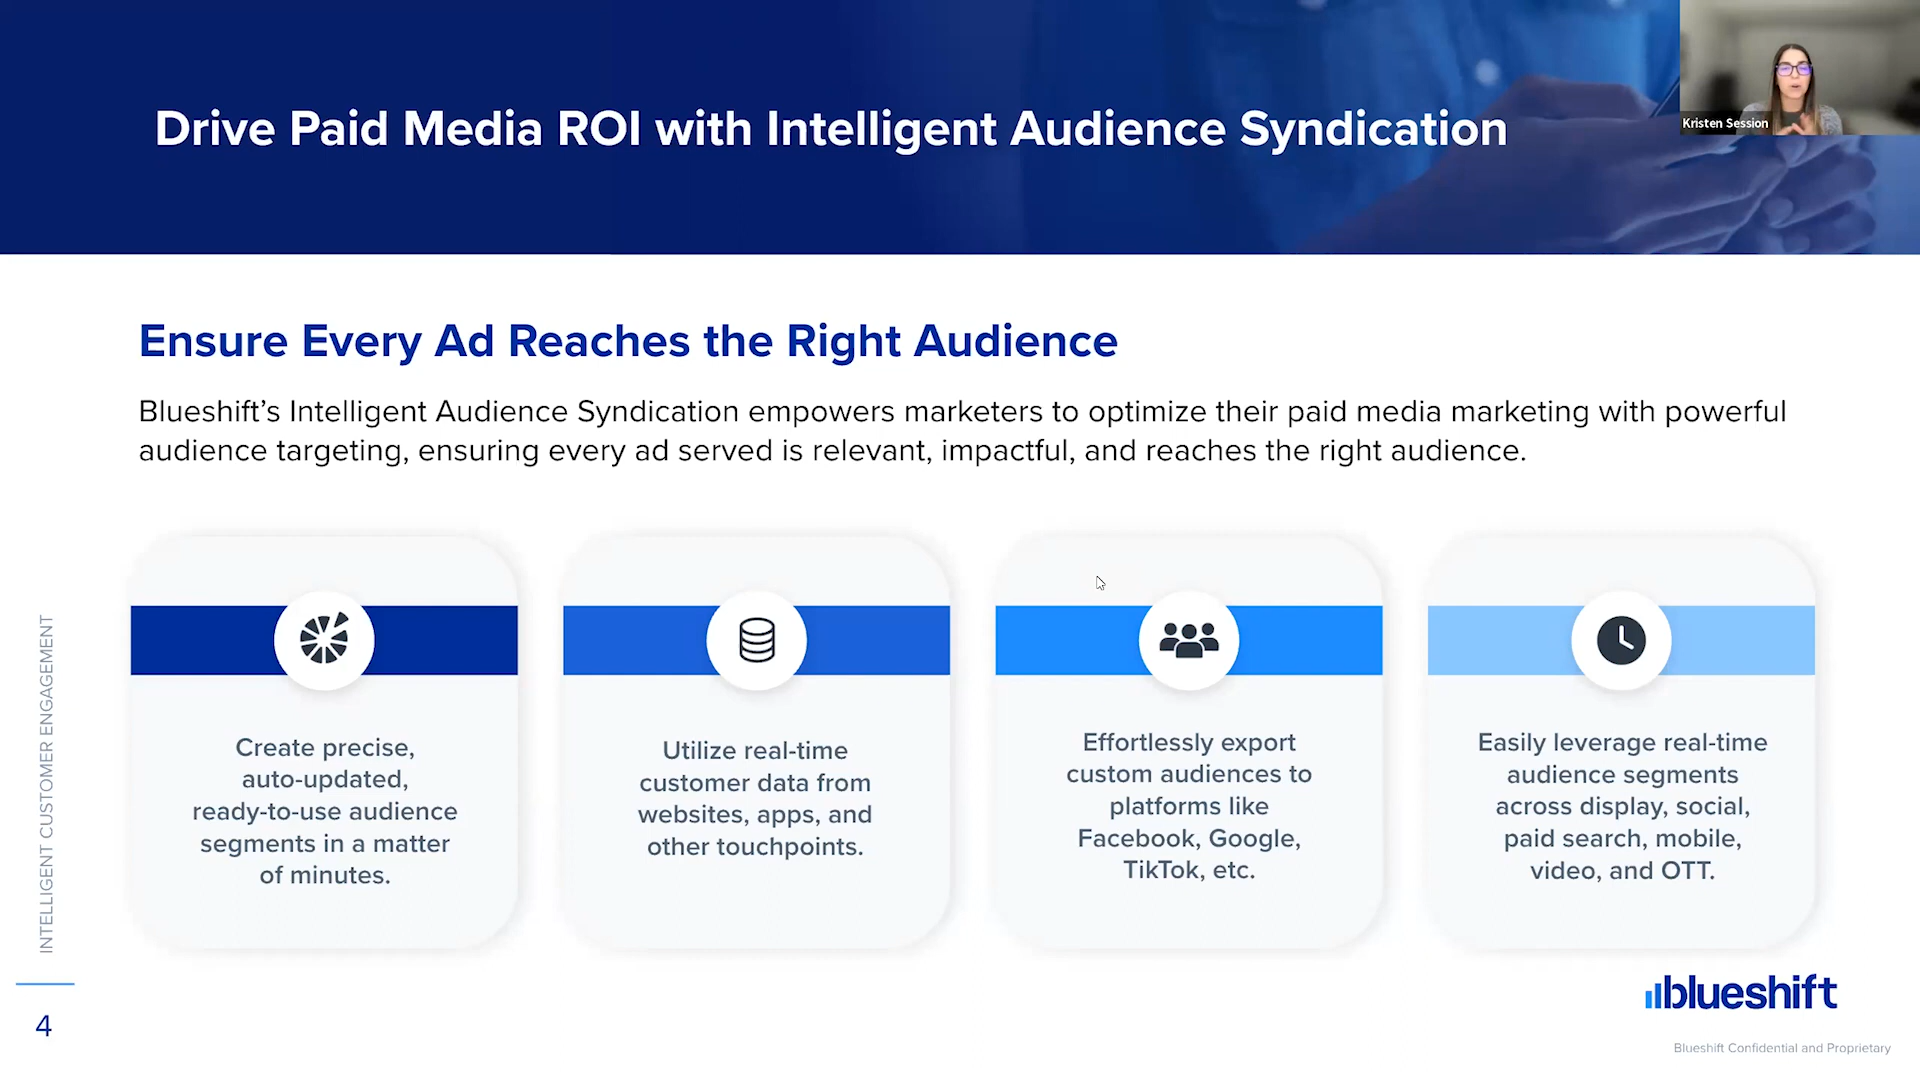 Drive Paid Media ROI with Intelligent Audience Syndication
Kristen Session
Ensure Every Ad Reaches the Right Audience
Blueshift’s Intelligent Audience Syndication empowers marketers to optimize their paid media marketing with powerful
audience targeting, ensuring every ad served is relevant, impactful, and reaches the right audience.
Create precise,
auto-updated,
ready-to-use audience
segments in a matter
of minutes.
Utilize real-time
customer data from
websites, apps, and
other touchpoints.
Effortlessly export
custom audiences to
platforms like
Facebook, Google,
TikTok, etc.
Easily leverage real-time
audience segments
across display, social,
paid search, mobile,
video, and OTT.
INTELLIGENT CUSTOMER ENGAGEMENT
4
blueshift
Blueshift Confidential and Proprietary